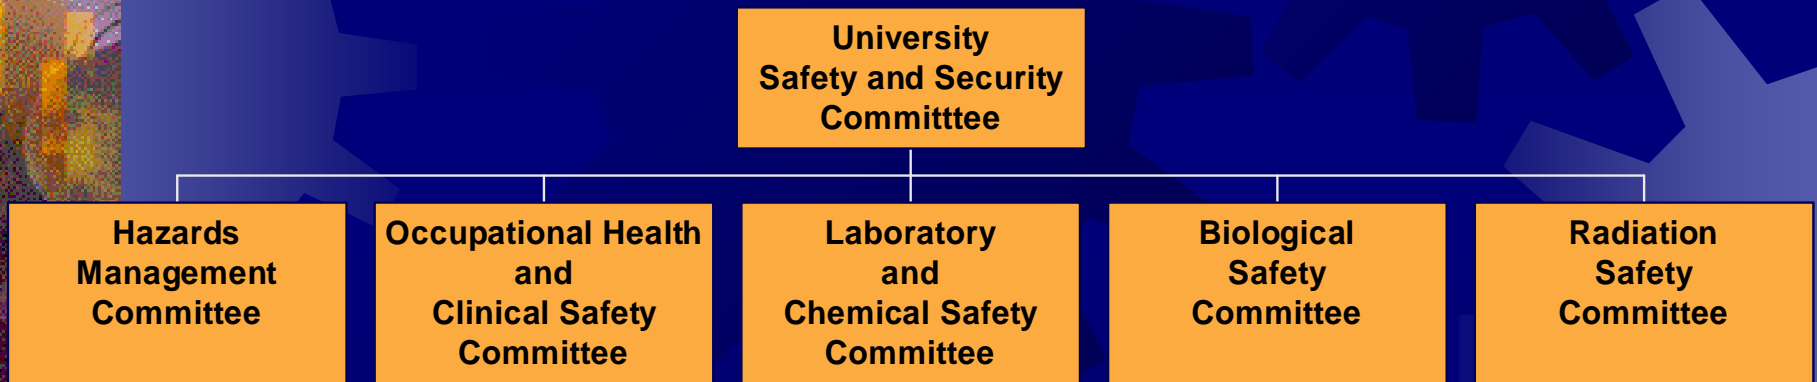 University
Safety and Security
Committtee
Hazards
Management
Committee
Occupational Health
and
Clinical Safety
Committee
Laboratory
and
Chemical Safety
Committee
Biological
Safety
Committee
Radiation
Safety
Committee